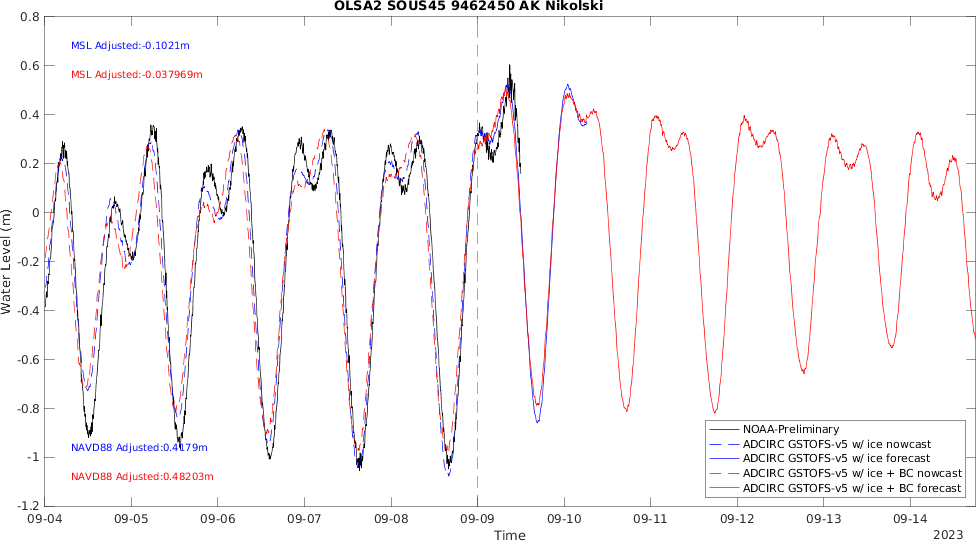 OLSA2 SOUS45 9462450 AK Nikolski
0.8
0.6
0.4
0.2
0
-0.2
-0.4
-0.6
-0.8
-1
-1.2
Water Level (m)
MSL Adjusted:-0.1021m
MSL Adjusted:-0.037969m
NAVD88 Adjusted:0.4179m
NAVD88 Adjusted:0.48203m
NOAA-Preliminary
ADCIRC GSTOFS-v5 w/ ice nowcast
ADCIRC GSTOFS-v5 w/ ice forecast
ADCIRC GSTOFS-v5 w/ ice + BC nowcast
ADCIRC GSTOFS-v5 w/ ice + BC forecast
09-04 09-05 09-06 09-07 09-08 09-09 09-10 09-11 09-12 09-13 09-14
Time
2023